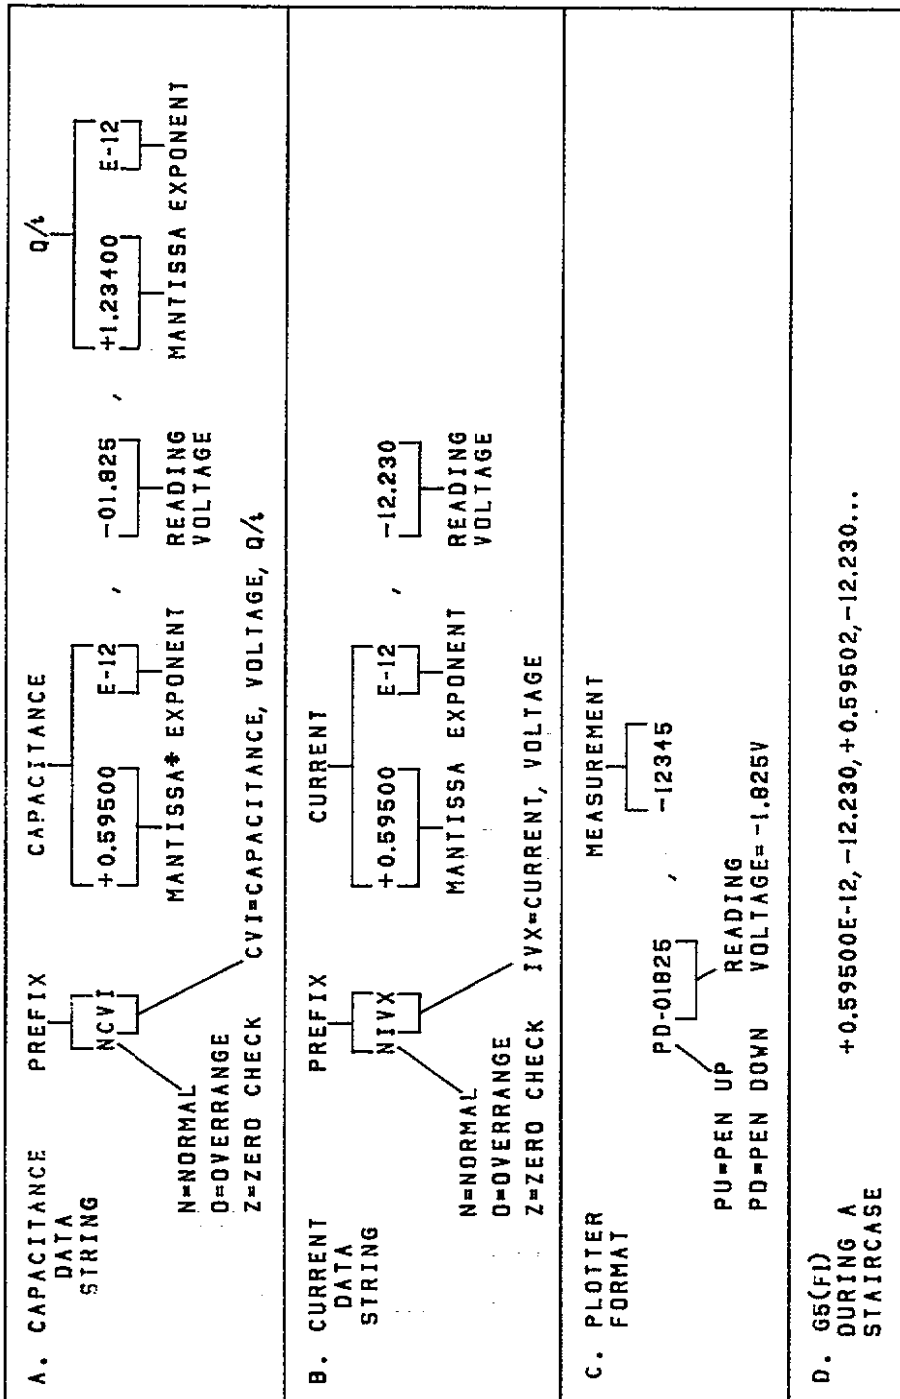 A. CAPACITANCE
DATA
STRING
PREFIX
NCVI
CAPACITANCE
+0.59500 E-12
MANTISSA* EXPONENT
,
-01.825
READING
VOLTAGE
,
Q/t
+1.23400 E-12
MANTISSA EXPONENT
N=NORMAL
O=OVERRANGE
Z=ZERO CHECK
CVI=CAPACITANCE, VOLTAGE, Q/t
B. CURRENT
DATA
STRING
PREFIX
NIVX
CURRENT
+0.59500 E-12
MANTISSA EXPONENT
,
-12.230
READING
VOLTAGE
N=NORMAL
O=OVERRANGE
Z=ZERO CHECK
IVX=CURRENT, VOLTAGE
C. PLOTTER
FORMAT
PD-01825
,
MEASUREMENT
-12345
PU=PEN UP
PD=PEN DOWN
READING
VOLTAGE=-1.825V
D. G5(F1)
DURING A
STAIRCASE
+0.59500E-12,-12.230,+0.59502,-12.230...